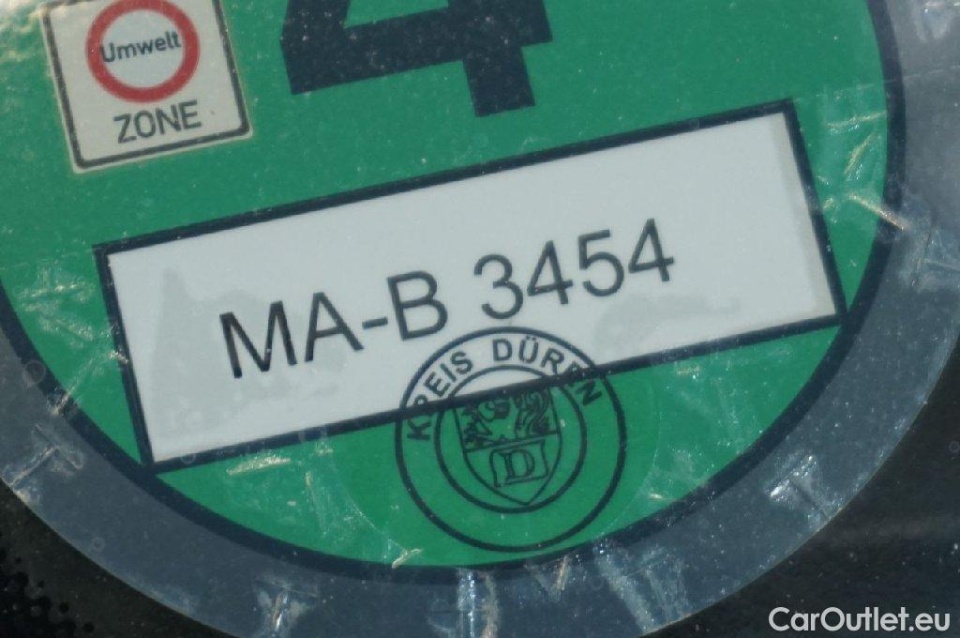 4
Umwelt
ZONE
MA-B 3454
KREIS DÜREN
D
CarOutlet.eu